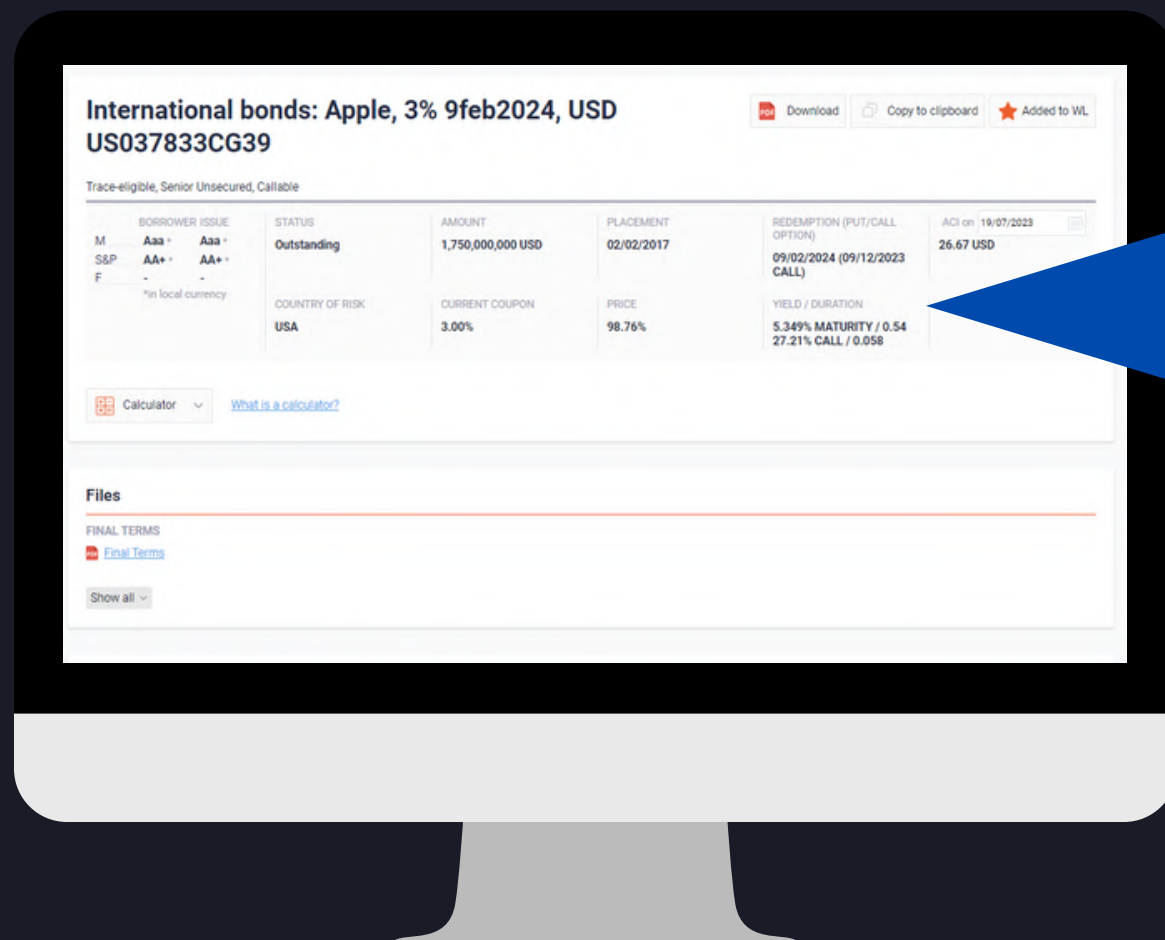 International bonds: Apple, 3% 9feb2024, USD
US037833CG39
Download
Copy to clipboard
Added to WL
Trace-eligible, Senior Unsecured, Callable
BORROWER ISSUE
M Aaa * Aaa *
S&P AA+ * AA+ *
F - -
*in local currency
STATUS
Outstanding
AMOUNT
1,750,000,000 USD
PLACEMENT
02/02/2017
REDEMPTION (PUT/CALL
OPTION)
09/02/2024 (09/12/2023
CALL)
ACI on 19/07/2023
26.67 USD
COUNTRY OF RISK
USA
CURRENT COUPON
3.00%
PRICE
98.76%
YIELD / DURATION
5.349% MATURITY / 0.54
27.21% CALL / 0.058
Calculator
What is a calculator?
Files
FINAL TERMS
PDF Final Terms
Show all